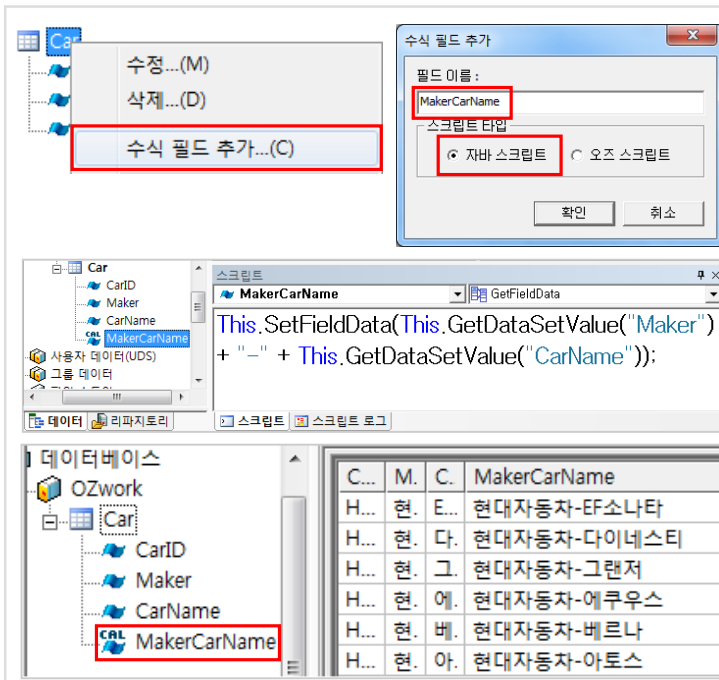 Car
수정...(M)
삭제...(D)
수식 필드 추가...(C)
수식 필드 추가
필드 이름 :
MakerCarName
스크립트 타입
자바 스크립트
오즈 스크립트
확인
취소
Car
CarID
Maker
CarName
MakerCarName
사용자 데이터(UDS)
그룹 데이터
데이터
리파지토리
스크립트
MakerCarName
GetFieldData
This.SetFieldData(This.GetDataSetValue("Maker")
+ "-" + This.GetDataSetValue("CarName"));
스크립트
스크립트 로그
데이터베이스
OZwork
Car
CarID
Maker
CarName
CAL MakerCarName
C... M. C. MakerCarName
H... 현. E... 현대자동차-EF소나타
H... 현. 다. 현대자동차-다이네스티
H... 현. 그. 현대자동차-그랜저
H... 현. 에. 현대자동차-에쿠우스
H... 현. 베. 현대자동차-베르나
H... 현. 아. 현대자동차-아토스